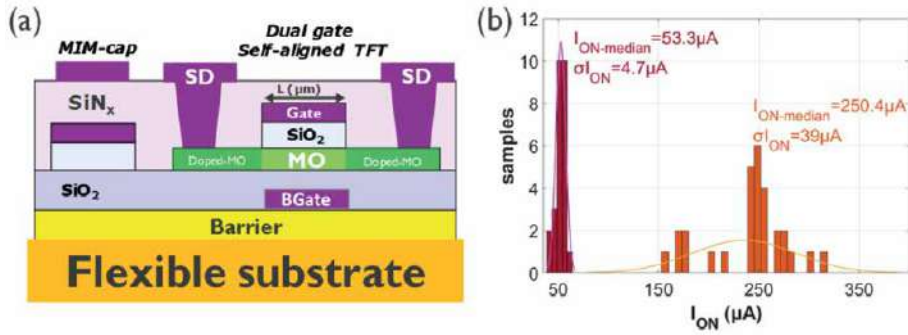 (a)
Dual gate
MIM-cap
Self-aligned TFT
SD
SD
L (µm)
SiNx
Gate
SiO2
Doped-MO
MO
Doped-MO
SiO2
BGate
Barrier
Flexible substrate
(b)
12
10
8
6
4
2
0
samples
ION-median=53.3µA
σION=4.7µA
ION-median=250.4µA
σION=39µA
50
150
250
350
ION (µA)